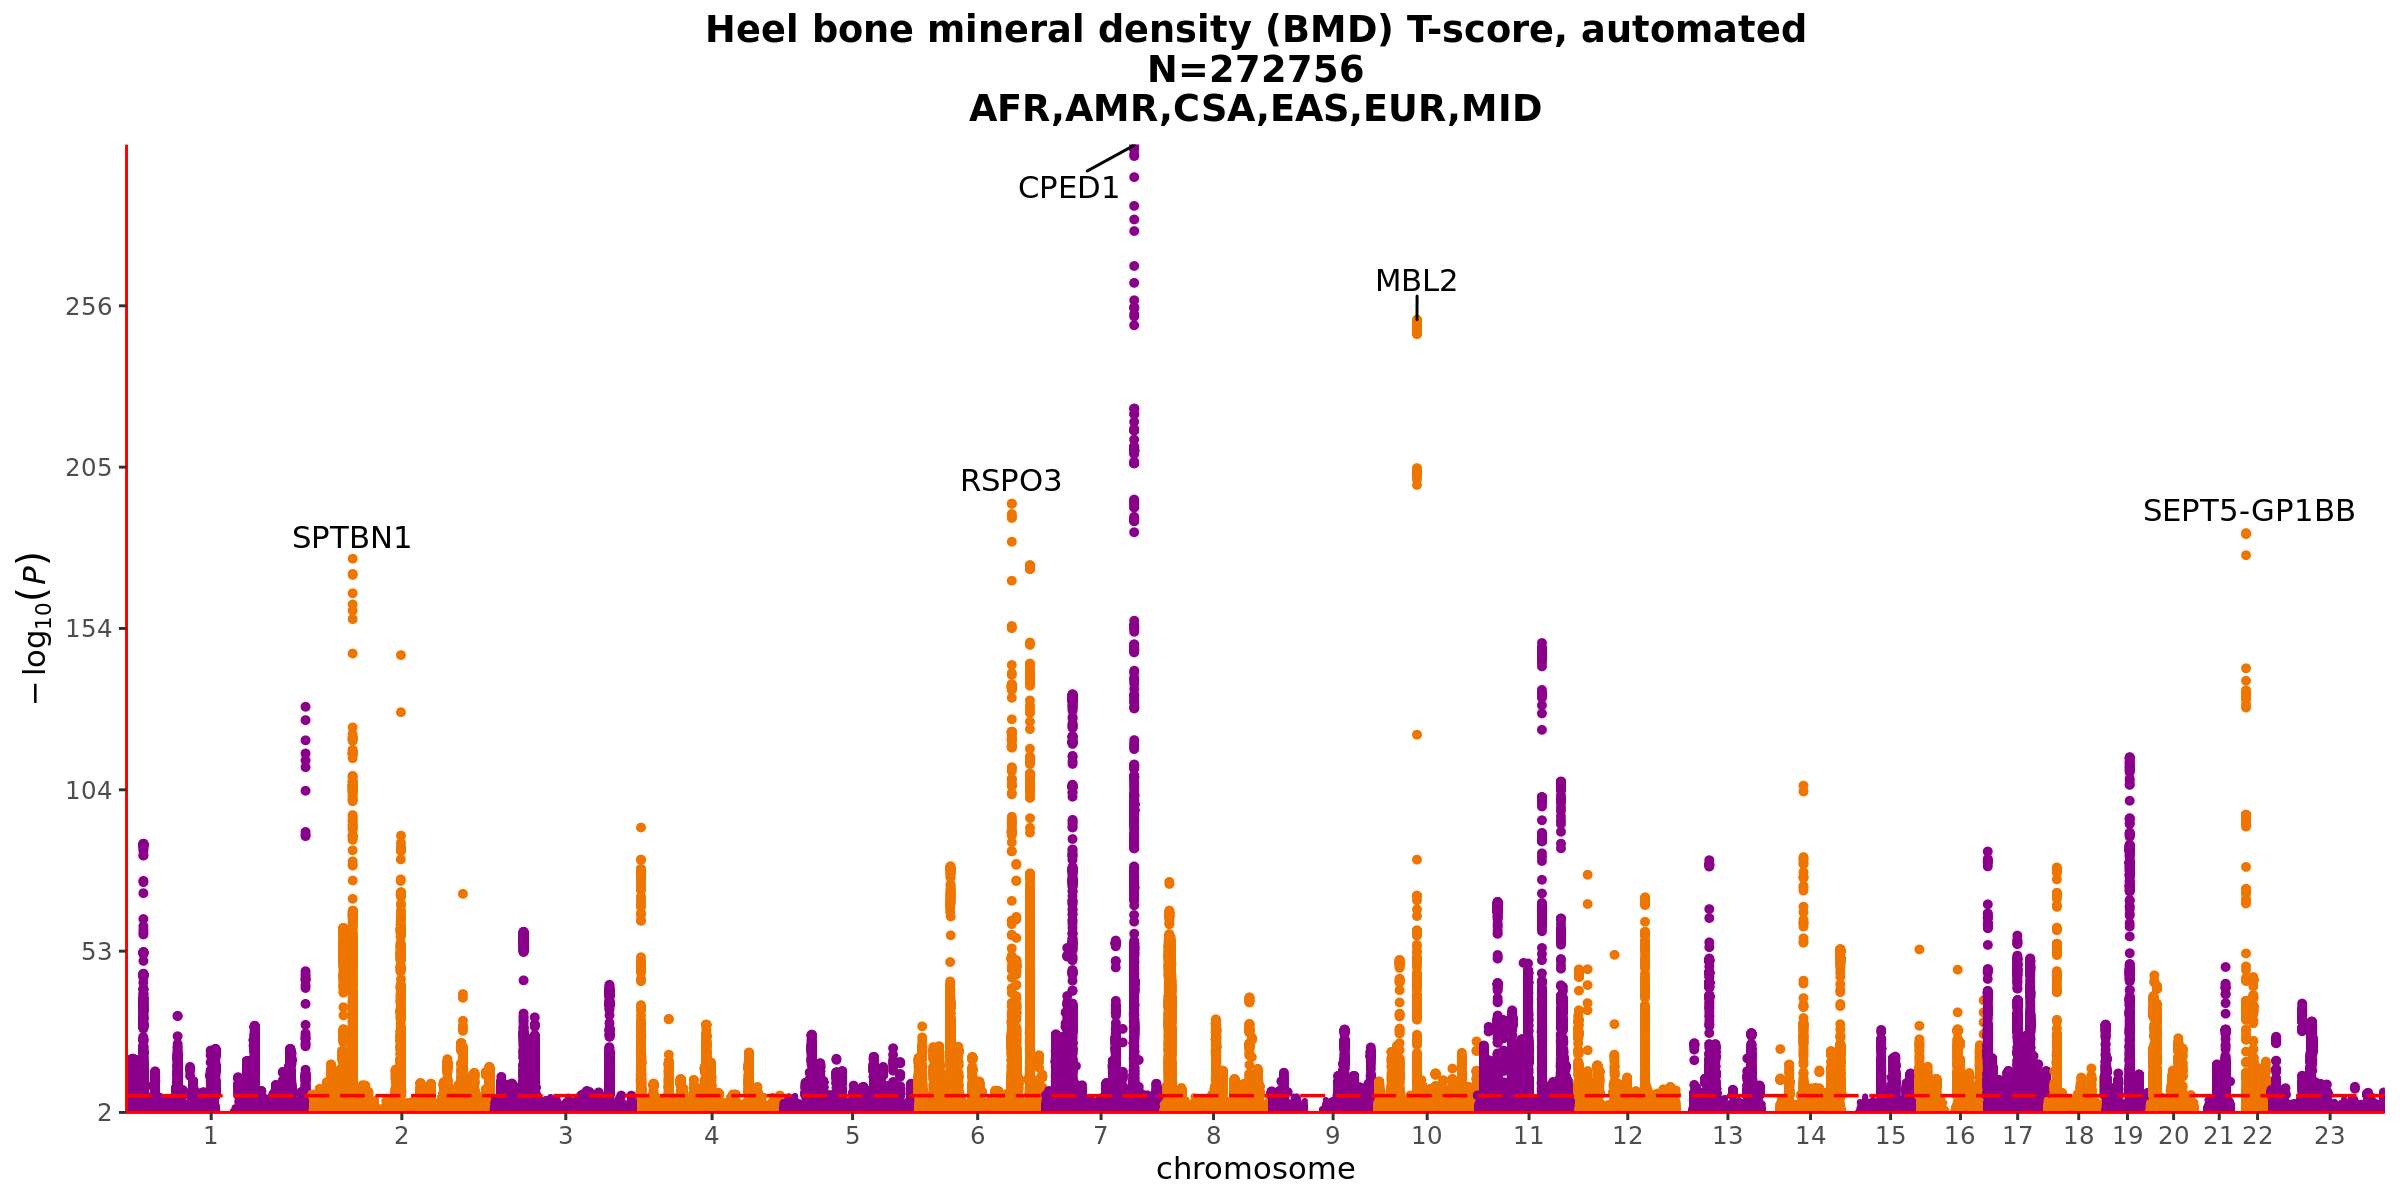 Heel bone mineral density (BMD) T-score, automated
N=272756
AFR,AMR,CSA,EAS,EUR,MID
CPED1
MBL2
RSPO3
SEPT5-GP1BB
SPTBN1
256
205
154
104
53
2
−log10(P)
1 2 3 4 5 6 7 8 9 10 11 12 13 14 15 16 17 18 19 20 21 22 23
chromosome